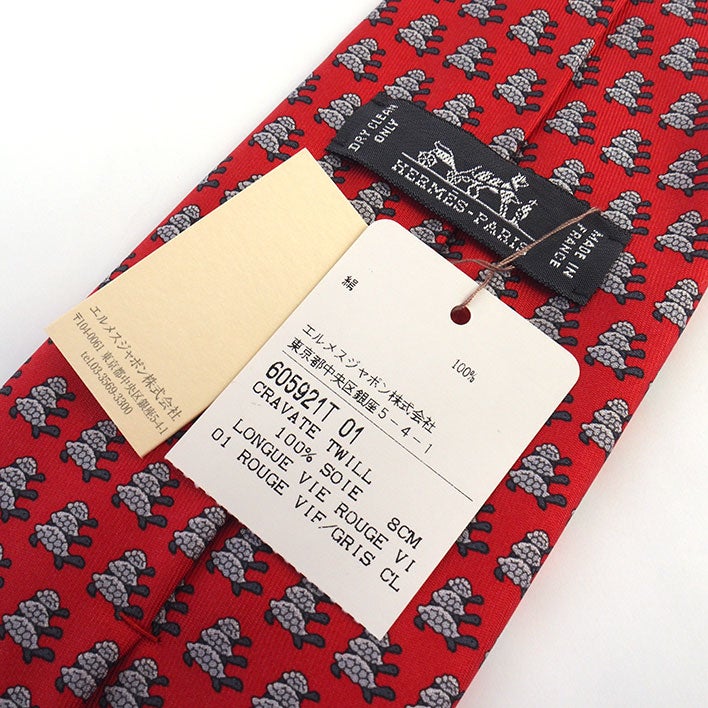 DRY CLEAN
ONLY
HERMES-PARIS
MADE IN
FRANCE
エルメスジャポン株式会社
〒104-0061 東京都中央区銀座5-4-1
tel.03-3569-3300
絹
100%
エルメスジャポン株式会社
東京都中央区銀座5-4-1
605921T 01
CRAVATE TWILL
100% SOIE 8CM
LONGUE VIE ROUGE VI
01 ROUGE VIF/GRIS CL